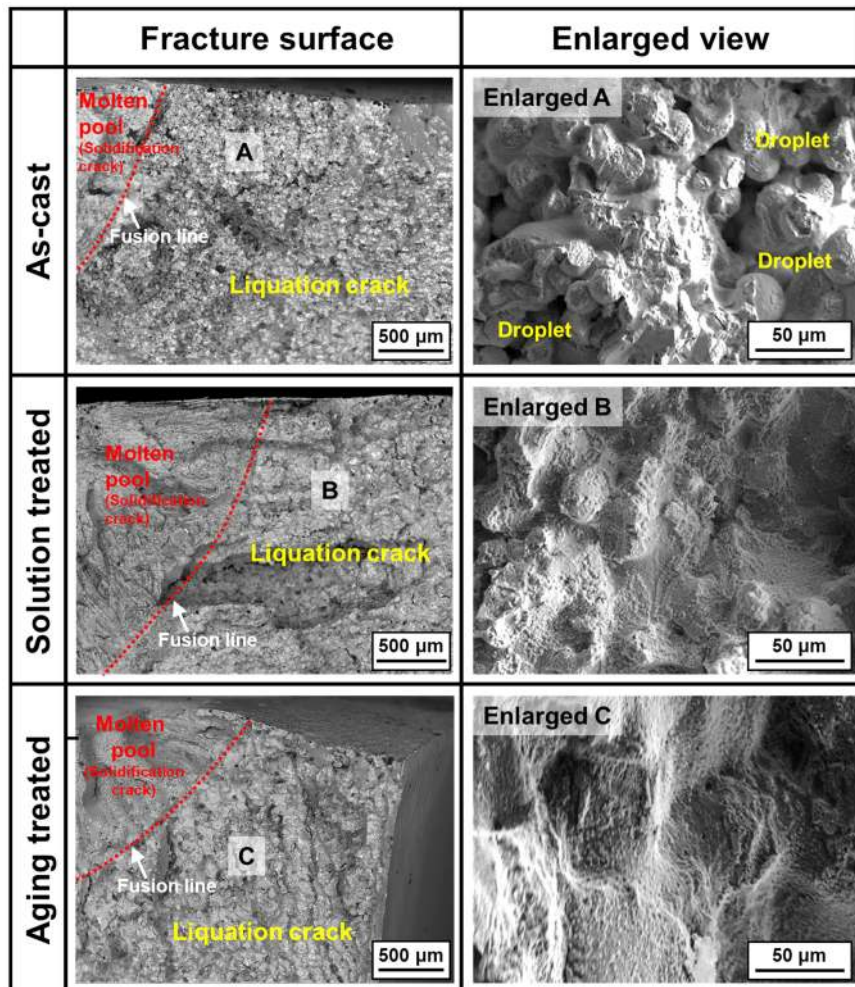 Fracture surface
Enlarged view
As-cast
Molten
pool
(Solidification
crack)
A
Fusion line
Liquation crack
500 μm
Enlarged A
Droplet
Droplet
Droplet
50 μm
Solution treated
Molten
pool
(Solidification
crack)
B
Liquation crack
Fusion line
500 μm
Enlarged B
50 μm
Aging treated
Molten
pool
(Solidification
crack)
Fusion line
C
Liquation crack
500 μm
Enlarged C
50 μm